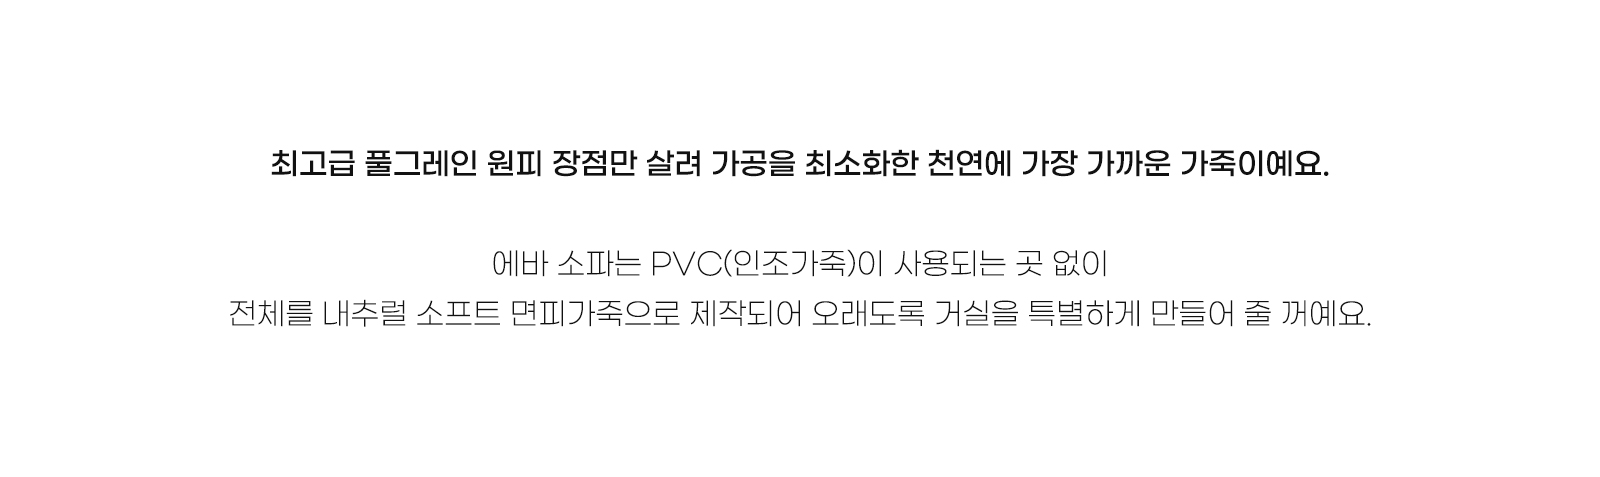 최고급 풀그레인 원피 장점만 살려 가공을 최소화한 천연에 가장 가까운 가죽이예요.
에바 소파는 PVC(인조가죽)이 사용되는 곳 없이
전체를 내추럴 소프트 면피가죽으로 제작되어 오래도록 거실을 특별하게 만들어 줄 꺼예요.